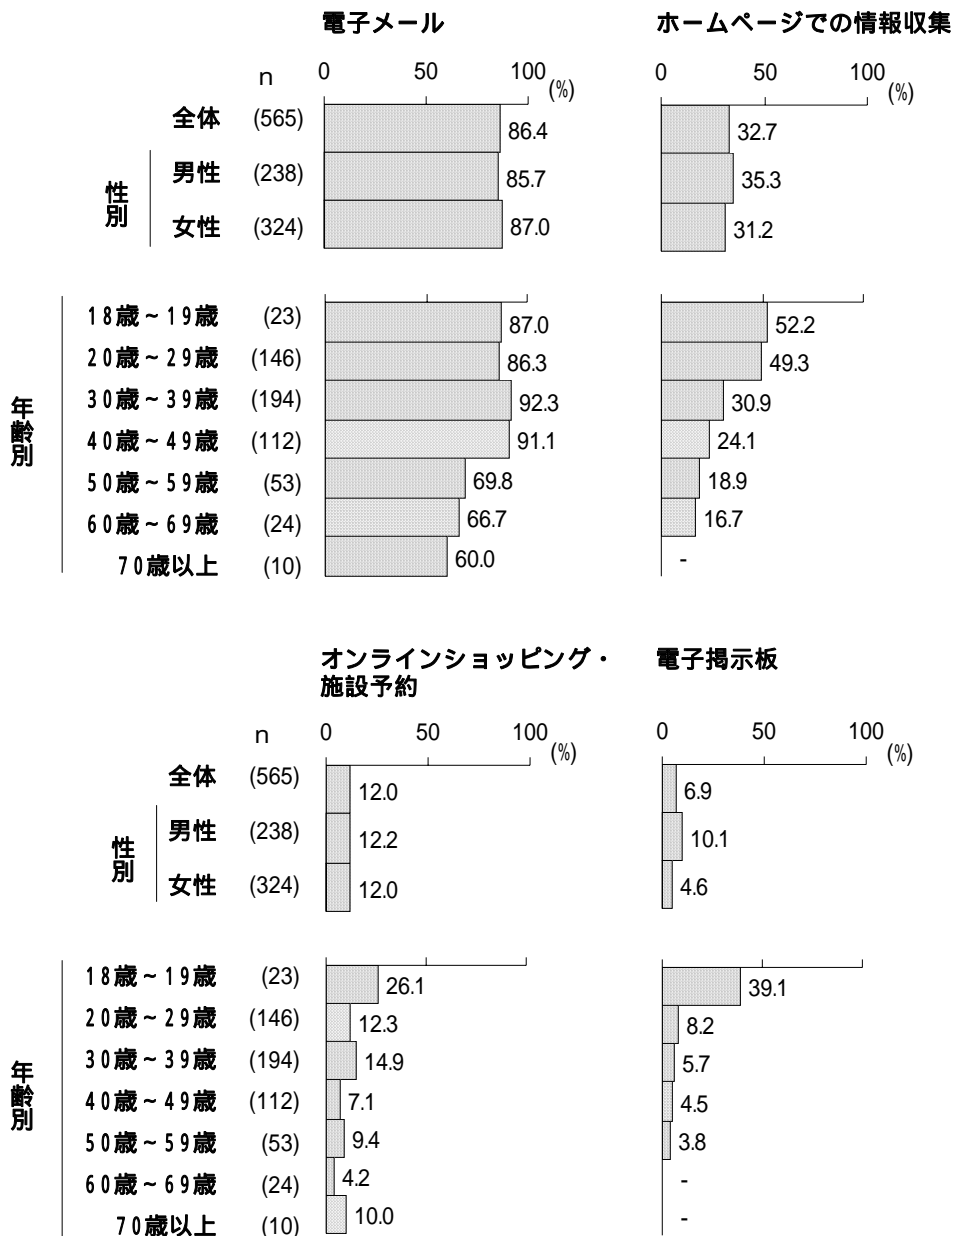 電子メール ホームページでの情報収集
n 0 50 100 (%) 0 50 100 (%)
全体 (565) 86.4 32.7
性別 男性 (238) 85.7 35.3
女性 (324) 87.0 31.2
18歳~19歳 (23) 87.0 52.2
20歳~29歳 (146) 86.3 49.3
年齢別 30歳~39歳 (194) 92.3 30.9
40歳~49歳 (112) 91.1 24.1
50歳~59歳 (53) 69.8 18.9
60歳~69歳 (24) 66.7 16.7
70歳以上 (10) 60.0 -
オンラインショッピング・ 電子掲示板
施設予約
n 0 50 100 (%) 0 50 100 (%)
全体 (565) 12.0 6.9
性別 男性 (238) 12.2 10.1
女性 (324) 12.0 4.6
18歳~19歳 (23) 26.1 39.1
20歳~29歳 (146) 12.3 8.2
年齢別 30歳~39歳 (194) 14.9 5.7
40歳~49歳 (112) 7.1 4.5
50歳~59歳 (53) 9.4 3.8
60歳~69歳 (24) 4.2 -
70歳以上 (10) 10.0 -